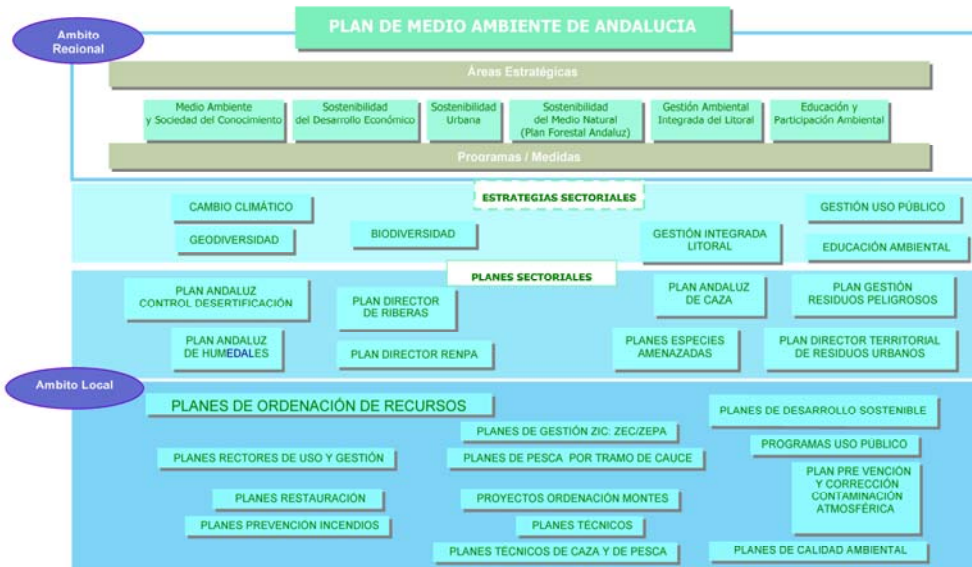 Ambito
Regional
PLAN DE MEDIO AMBIENTE DE ANDALUCIA
Áreas Estratégicas
Medio Ambiente
y Sociedad del Conocimiento
Sostenibilidad
del Desarrollo Económico
Sostenibilidad
Urbana
Sostenibilidad
del Medio Natural
(Plan Forestal Andaluz)
Gestión Ambiental
Integrada del Litoral
Educación y
Participación Ambiental
Programas / Medidas
ESTRATEGIAS SECTORIALES
CAMBIO CLIMÁTICO
GEODIVERSIDAD
BIODIVERSIDAD
GESTIÓN INTEGRADA
LITORAL
GESTIÓN USO PÚBLICO
EDUCACIÓN AMBIENTAL
PLANES SECTORIALES
PLAN ANDALUZ
CONTROL DESERTIFICACIÓN
PLAN DIRECTOR
DE RIBERAS
PLAN ANDALUZ
DE CAZA
PLAN GESTIÓN
RESIDUOS PELIGROSOS
PLAN ANDALUZ
DE HUMEDALES
PLAN DIRECTOR RENPA
PLANES ESPECIES
AMENAZADAS
PLAN DIRECTOR TERRITORIAL
DE RESIDUOS URBANOS
Ambito Local
PLANES DE ORDENACIÓN DE RECURSOS
PLANES DE DESARROLLO SOSTENIBLE
PLANES DE GESTIÓN ZIC: ZEC/ZEPA
PROGRAMAS USO PUBLICO
PLANES RECTORES DE USO Y GESTIÓN
PLANES DE PESCA POR TRAMO DE CAUCE
PLAN PRE VENCIÓN
Y CORRECCIÓN
CONTAMINACIÓN
ATMOSFÉRICA
PLANES RESTAURACIÓN
PROYECTOS ORDENACIÓN MONTES
PLANES PREVENCIÓN INCENDIOS
PLANES TÉCNICOS
PLANES TÉCNICOS DE CAZA Y DE PESCA
PLANES DE CALIDAD AMBIENTAL